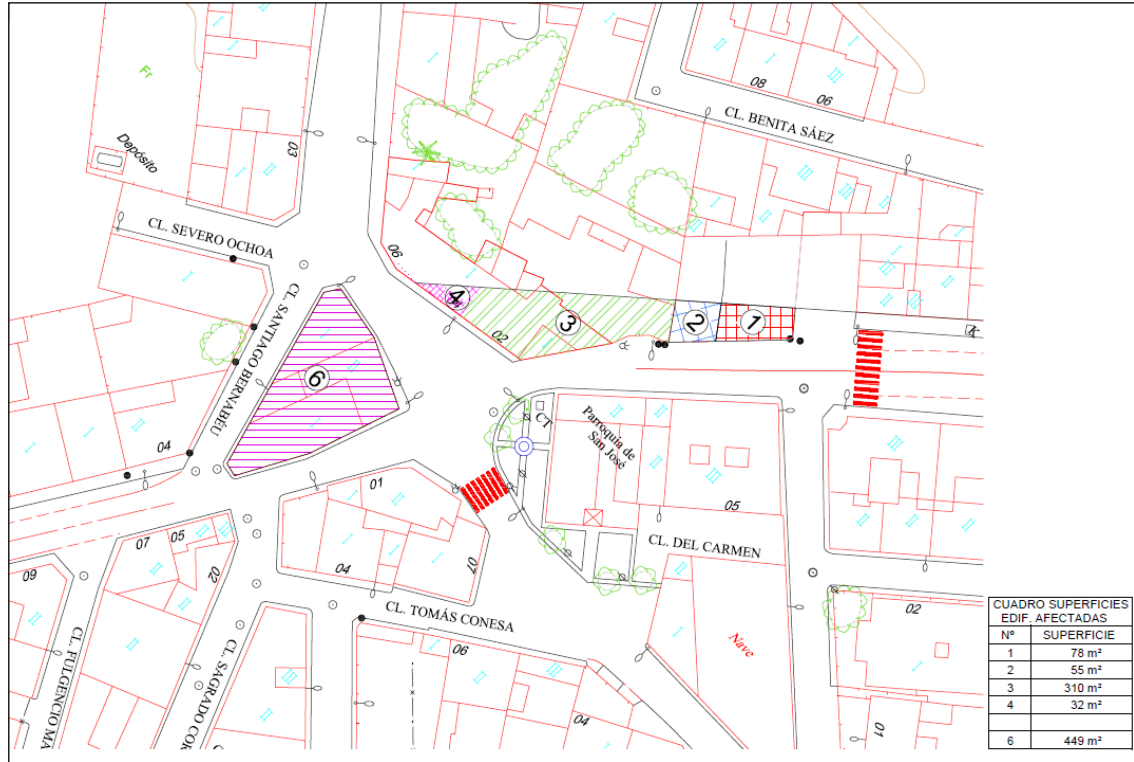 Fr
Depósito
03
08
06
CL. BENITA SÁEZ
CL. SEVERO OCHOA
06
CL. SANTIAGO BERNABÉU
4
3
2
1
02
6
04
CT
Parroquia de
San José
05
CL. DEL CARMEN
01
07
04
07
05
02
09
CL. TOMÁS CONESA
06
04
Nave
02
01
CL. FULGENCIO MA
CL. SAGRADO COR
CUADRO SUPERFICIES
EDIF. AFECTADAS
Nº SUPERFICIE
1 78 m²
2 55 m²
3 310 m²
4 32 m²
6 449 m²